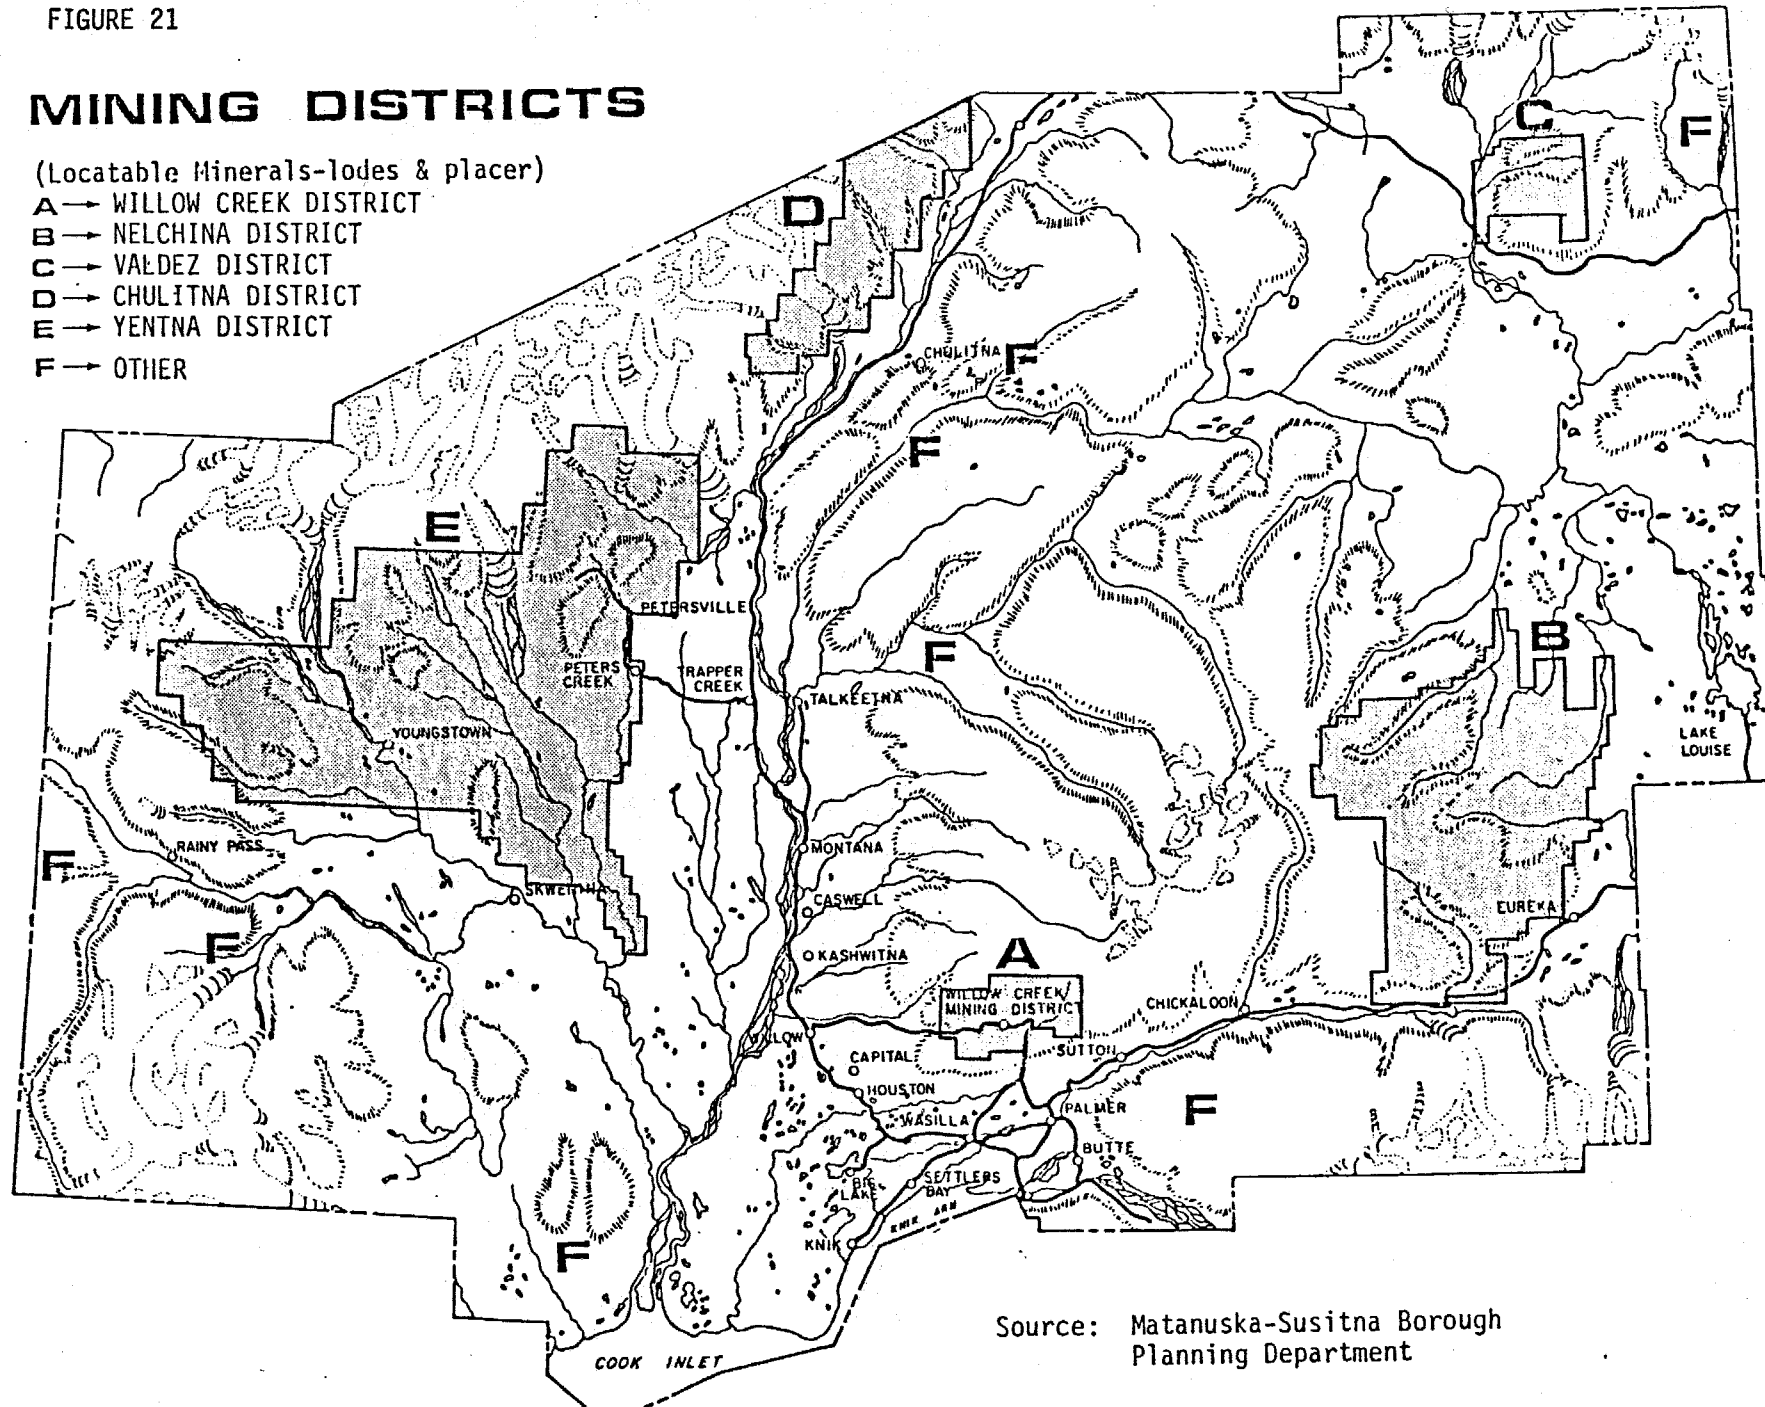 FIGURE 21
MINING DISTRICTS
(Locatable Minerals-lodes & placer)
A → WILLOW CREEK DISTRICT
B → NELCHINA DISTRICT
C → VALDEZ DISTRICT
D → CHULITNA DISTRICT
E → YENTNA DISTRICT
F → OTHER
C
F
D
CHULITNA
F
F
E
PETERSVILLE
B
PETERS
CREEK
TRAPPER
CREEK
F
TALKEETNA
YOUNGSTOWN
LAKE
LOUISE
MONTANA
RAINY PASS
F
SKWENTNA
CASWELL
EUREKA
F
KASHWITNA
A
WILLOW CREEK
MINING DISTRICT
CHICKALOON
WILLOW
CAPITAL
SUTTON
HOUSTON
WASILLA
PALMER
F
BUTTE
BIG
LAKE
SETTLERS
BAY
KNIK ARM
KNIK
F
COOK INLET
Source: Matanuska-Susitna Borough
Planning Department